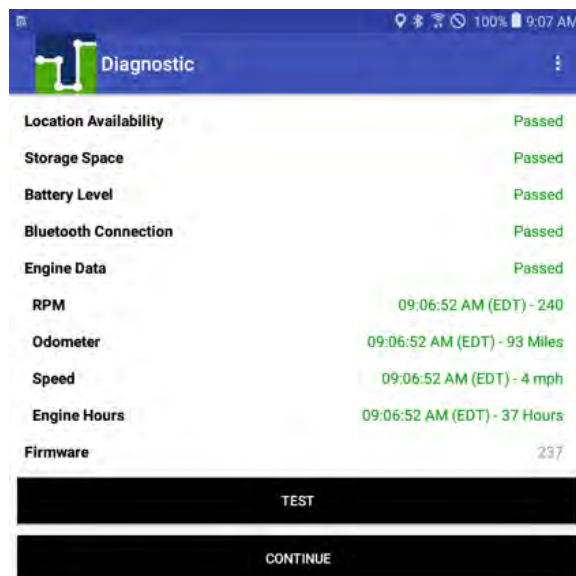 100% 9:07 AM
Diagnostic
Location Availability Passed
Storage Space Passed
Battery Level Passed
Bluetooth Connection Passed
Engine Data Passed
RPM 09:06:52 AM (EDT) - 240
Odometer 09:06:52 AM (EDT) - 93 Miles
Speed 09:06:52 AM (EDT) - 4 mph
Engine Hours 09:06:52 AM (EDT) - 37 Hours
Firmware 237
TEST
CONTINUE